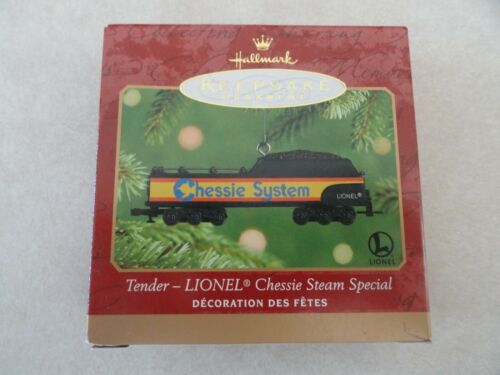 Hallmark
KEEPSAKE
Chessie System
LIONEL®
LIONEL
Tender – LIONEL® Chessie Steam Special
DÉCORATION DES FÊTES